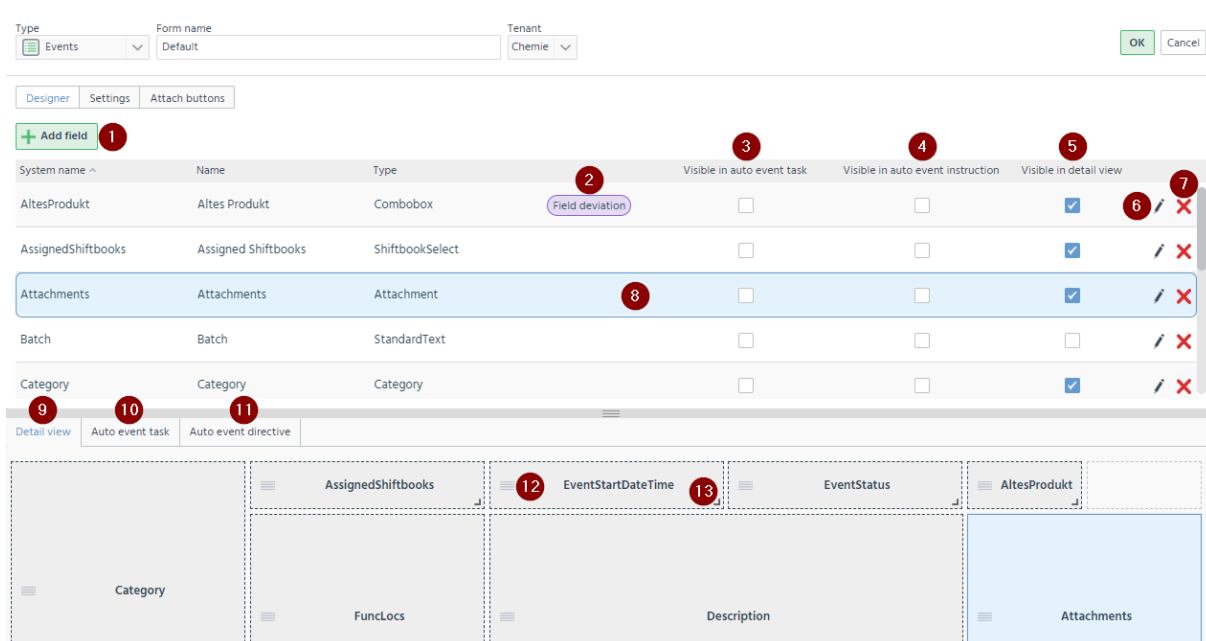 Type Form name Tenant
Events Default Chemie OK Cancel
Designer Settings Attach buttons
Add field 1
3 4 5
System name Name Type Visible in auto event task Visible in auto event instruction Visible in detail view
2 7
AltesProdukt Altes Produkt Combobox Field deviation 6
AssignedShiftbooks Assigned Shiftbooks ShiftbookSelect
Attachments Attachments Attachment 8
Batch Batch StandardText
Category Category Category
9 10 11
Detail view Auto event task Auto event directive
AssignedShiftbooks 12 EventStartDateTime 13 EventStatus AltesProdukt
Category
FuncLocs Description Attachments